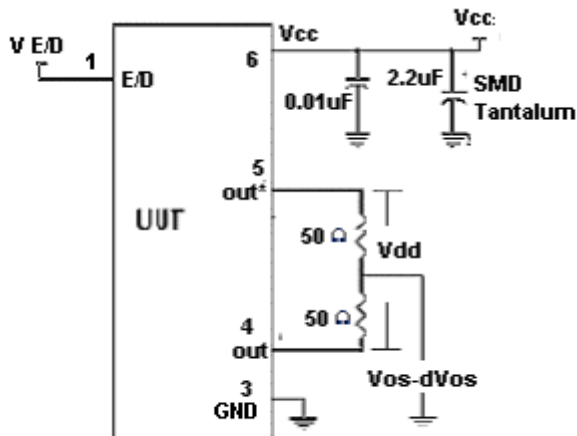 Vcc
Vcc
V E/D
1
E/D
6
0.01uF
2.2uF
SMD
Tantalum
5
out*
UUT
50 Ω
Vdd
50 Ω
4
out
Vos-dVos
3
GND